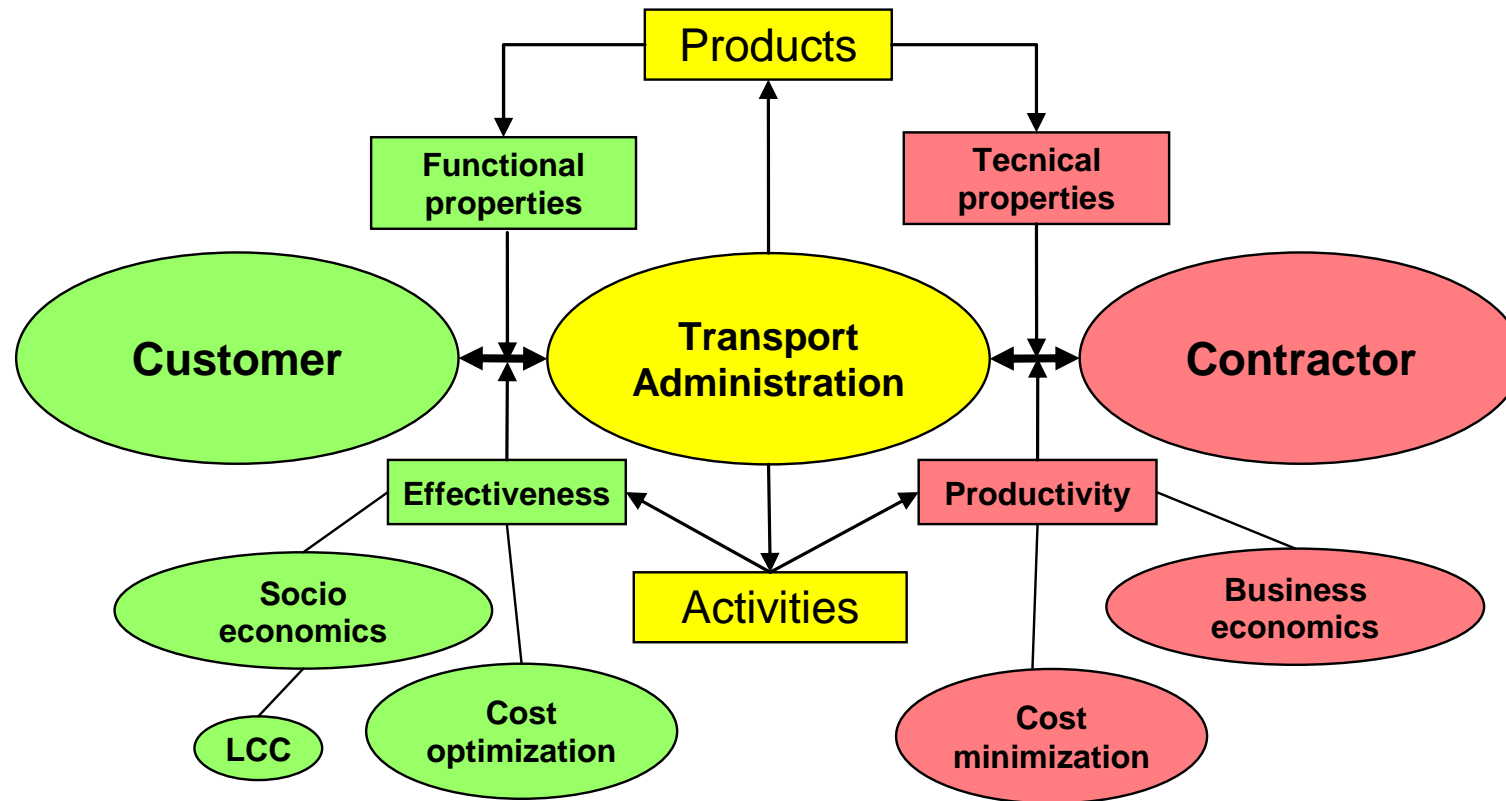 Products
Functional
properties
Tecnical
properties
Customer
Transport
Administration
Contractor
Effectiveness
Productivity
Socio
economics
Activities
Business
economics
LCC
Cost
optimization
Cost
minimization